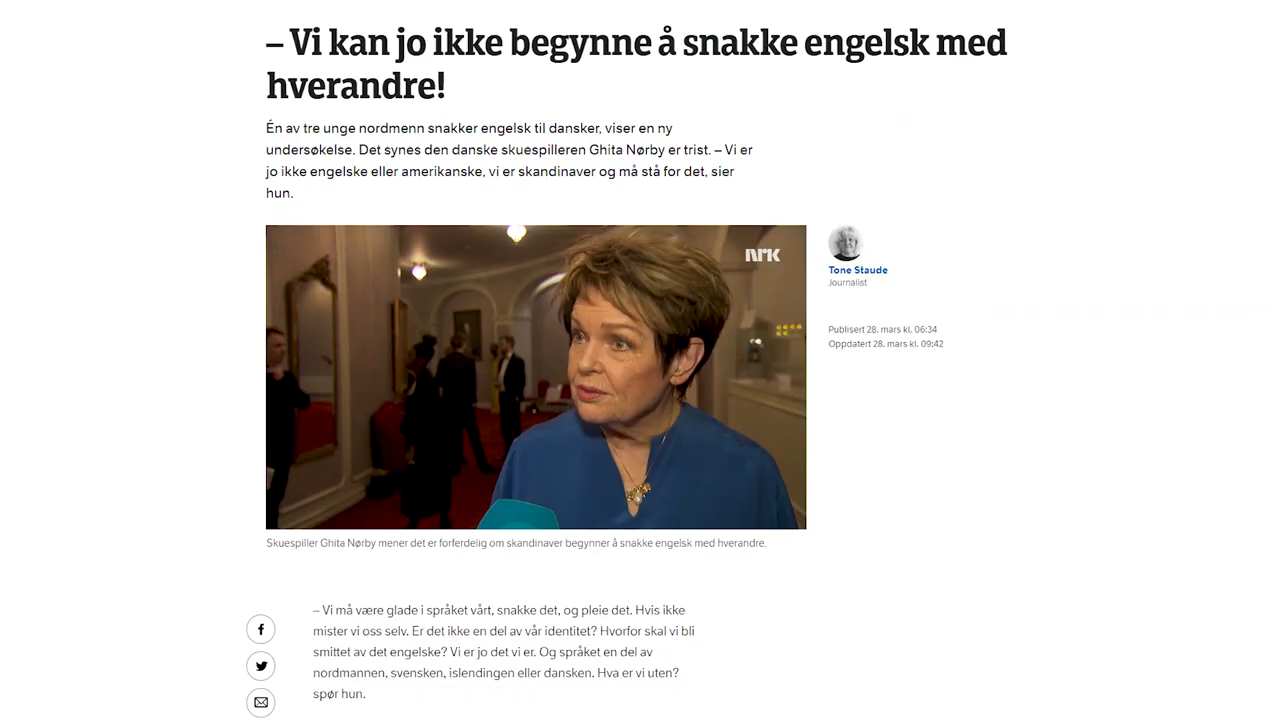 – Vi kan jo ikke begynne å snakke engelsk med
hverandre!
Én av tre unge nordmenn snakker engelsk til dansker, viser en ny
undersøkelse. Det synes den danske skuespilleren Ghita Nørby er trist. – Vi er
jo ikke engelske eller amerikanske, vi er skandinaver og må stå for det, sier
hun.
nrk
Tone Staude
Journalist
Publisert 28. mars kl. 06:34
Oppdatert 28. mars kl. 09:42
Skuespiller Ghita Nørby mener det er forferdelig om skandinaver begynner å snakke engelsk med hverandre.
– Vi må være glade i språket vårt, snakke det, og pleie det. Hvis ikke
mister vi oss selv. Er det ikke en del av vår identitet? Hvorfor skal vi bli
smittet av det engelske? Vi er jo det vi er. Og språket en del av
nordmannen, svensken, islendingen eller dansken. Hva er vi uten?
spør hun.